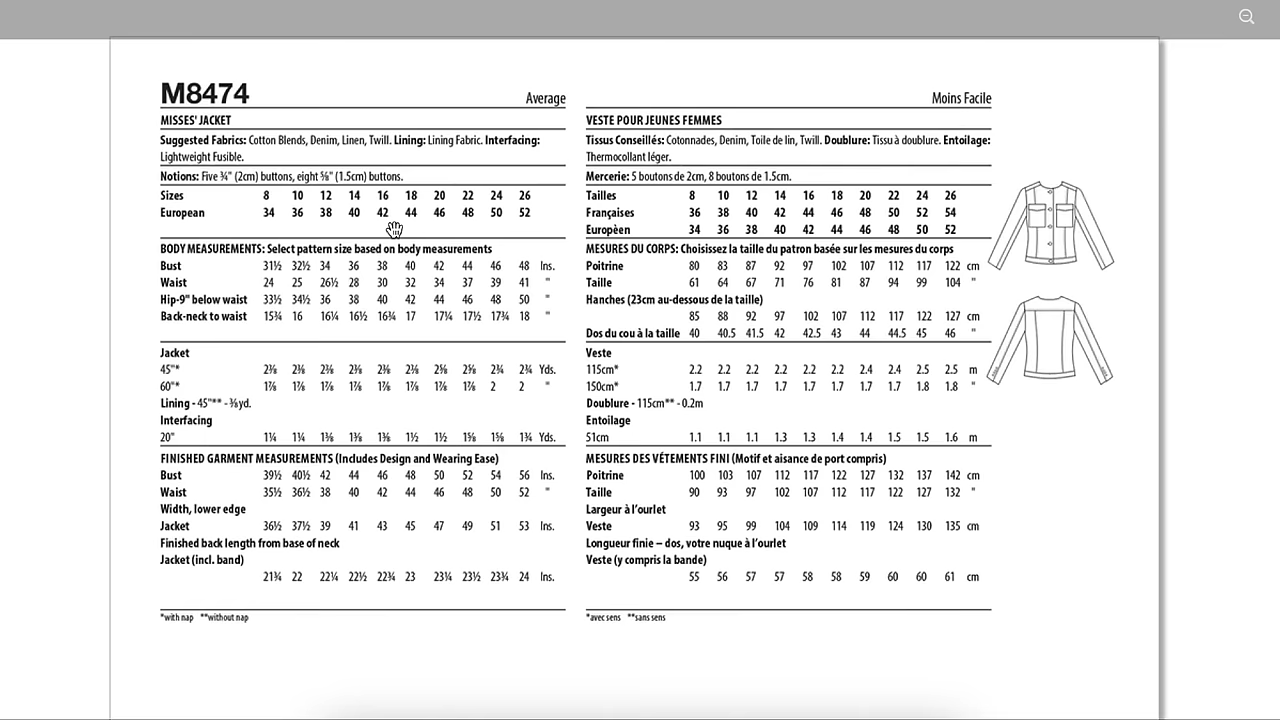 M8474
Average
MISSES' JACKET
Suggested Fabrics: Cotton Blends, Denim, Linen, Twill. Lining: Lining Fabric. Interfacing:
Lightweight Fusible.
Notions: Five ¾" (2cm) buttons, eight ⅝" (1.5cm) buttons.
Sizes 8 10 12 14 16 18 20 22 24 26
European 34 36 38 40 42 44 46 48 50 52
BODY MEASUREMENTS: Select pattern size based on body measurements
Bust 31½ 32½ 34 36 38 40 42 44 46 48 Ins.
Waist 24 25 26½ 28 30 32 34 37 39 41 "
Hip-9" below waist 33½ 34½ 36 38 40 42 44 46 48 50 "
Back-neck to waist 15¾ 16 16¼ 16½ 16¾ 17 17¼ 17½ 17¾ 18 "
Jacket
45"* 2⅜ 2⅜ 2⅜ 2⅜ 2⅜ 2⅜ 2⅝ 2⅝ 2¾ 2¾ Yds.
60"* 1⅞ 1⅞ 1⅞ 1⅞ 1⅞ 1⅞ 1⅞ 1⅞ 2 2 "
Lining - 45"** - ⅜yd.
Interfacing
20" 1¼ 1¼ 1⅜ 1⅜ 1⅜ 1½ 1½ 1⅝ 1⅝ 1¾ Yds.
FINISHED GARMENT MEASUREMENTS (Includes Design and Wearing Ease)
Bust 39½ 40½ 42 44 46 48 50 52 54 56 Ins.
Waist 35½ 36½ 38 40 42 44 46 48 50 52 "
Width, lower edge
Jacket 36½ 37½ 39 41 43 45 47 49 51 53 Ins.
Finished back length from base of neck
Jacket (incl. band)
21¾ 22 22¼ 22½ 22¾ 23 23¼ 23½ 23¾ 24 Ins.
*with nap **without nap
Moins Facile
VESTE POUR JEUNES FEMMES
Tissus Conseillés: Cotonnades, Denim, Toile de lin, Twill. Doublure: Tissu à doublure. Entoilage:
Thermocollant léger.
Mercerie: 5 boutons de 2cm, 8 boutons de 1.5cm.
Tailles 8 10 12 14 16 18 20 22 24 26
Françaises 36 38 40 42 44 46 48 50 52 54
Europèen 34 36 38 40 42 44 46 48 50 52
MESURES DU CORPS: Choisissez la taille du patron basée sur les mesures du corps
Poitrine 80 83 87 92 97 102 107 112 117 122 cm
Taille 61 64 67 71 76 81 87 94 99 104 "
Hanches (23cm au-dessous de la taille)
85 88 92 97 102 107 112 117 122 127 cm
Dos du cou à la taille 40 40.5 41.5 42 42.5 43 44 44.5 45 46 "
Veste
115cm* 2.2 2.2 2.2 2.2 2.2 2.2 2.4 2.4 2.5 2.5 m
150cm* 1.7 1.7 1.7 1.7 1.7 1.7 1.7 1.7 1.8 1.8 "
Doublure - 115cm** - 0.2m
Entoilage
51cm 1.1 1.1 1.1 1.3 1.3 1.4 1.4 1.5 1.5 1.6 m
MESURES DES VÉTEMENTS FINI (Motif et aisance de port compris)
Poitrine 100 103 107 112 117 122 127 132 137 142 cm
Taille 90 93 97 102 107 112 117 122 127 132 "
Largeur à l'ourlet
Veste 93 95 99 104 109 114 119 124 130 135 cm
Longueur finie – dos, votre nuque à l'ourlet
Veste (y compris la bande)
55 56 57 57 58 58 59 60 60 61 cm
*avec sens **sans sens